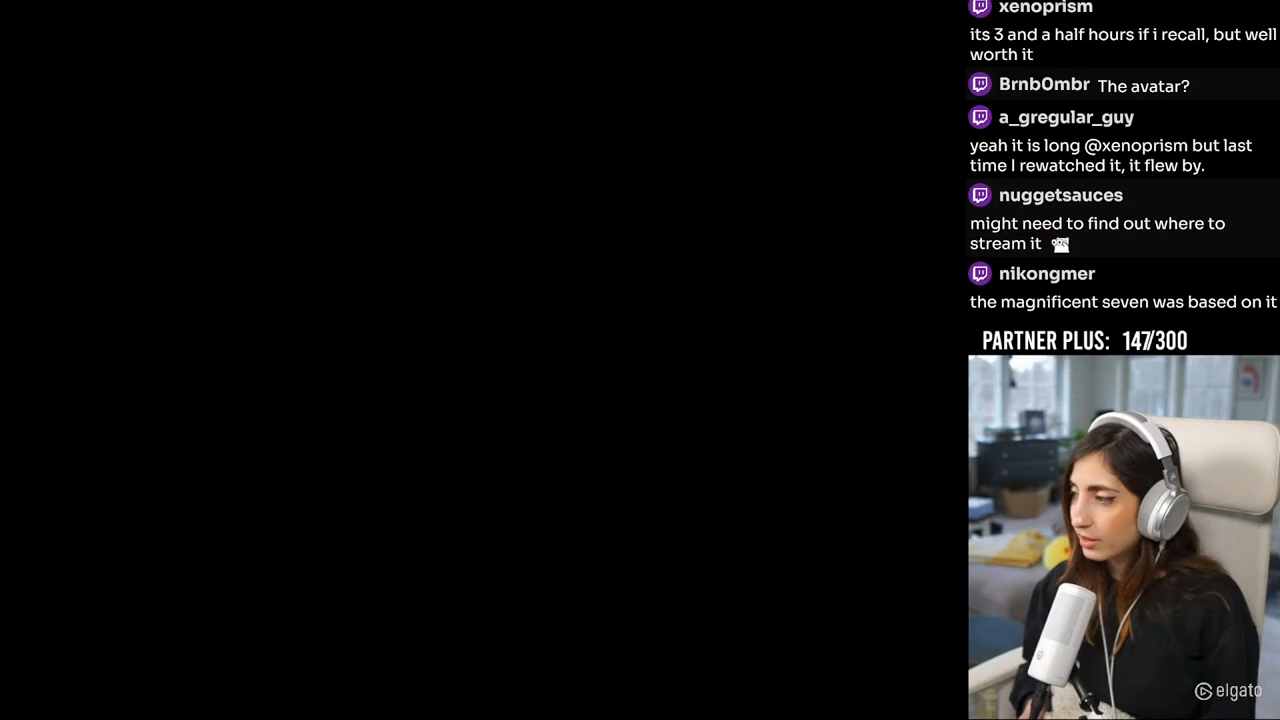 xenoprism
its 3 and a half hours if i recall, but well
worth it
Brnb0mbr The avatar?
a_gregular_guy
yeah it is long @xenoprism but last
time I rewatched it, it flew by.
nuggetsauces
might need to find out where to
stream it
nikongmer
the magnificent seven was based on it
PARTNER PLUS: 147/300
elgato